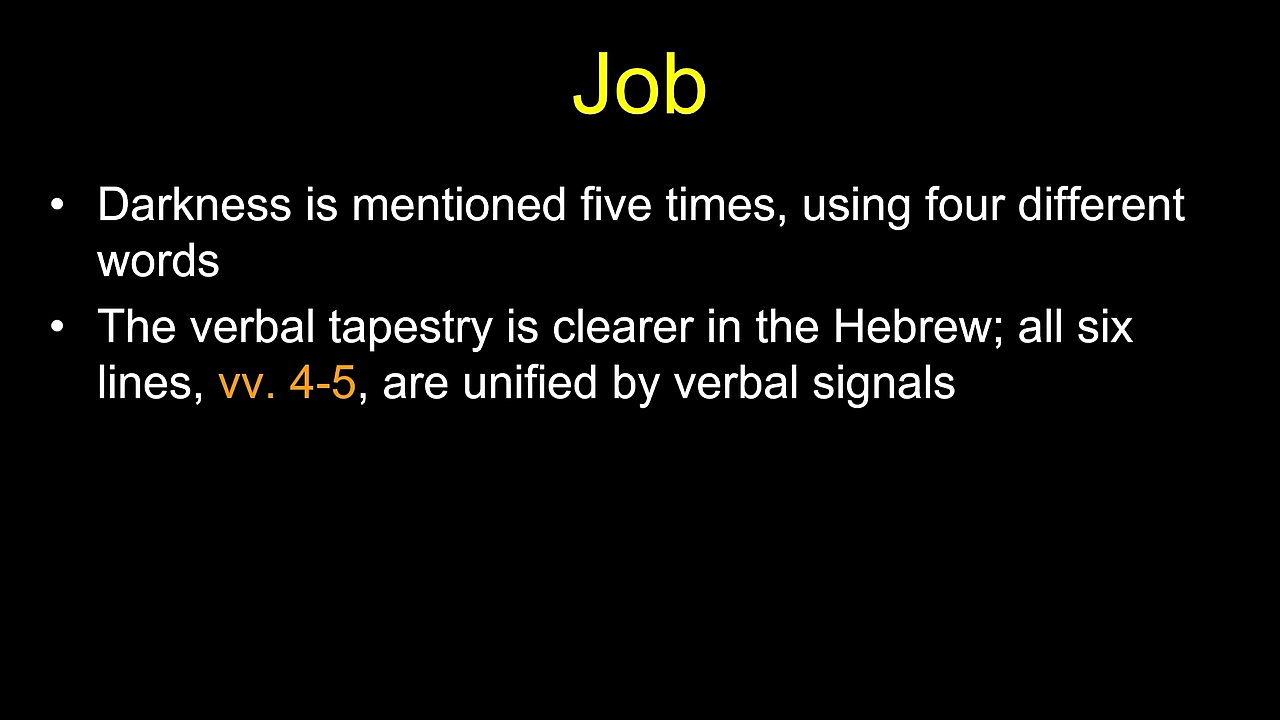 Job
• Darkness is mentioned five times, using four different
words
• The verbal tapestry is clearer in the Hebrew; all six
lines, vv. 4-5, are unified by verbal signals